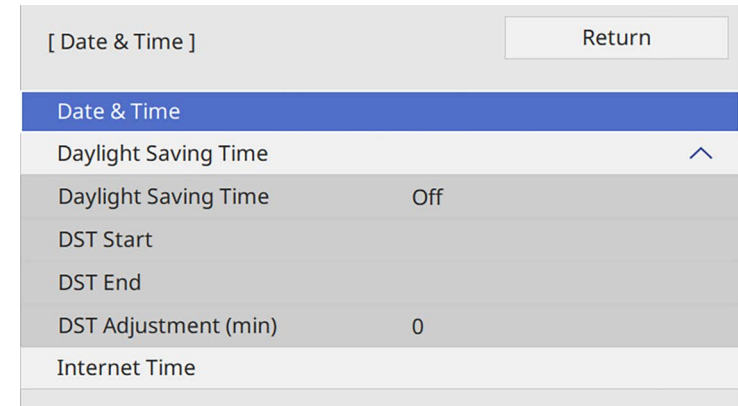 [ Date & Time ]
Return
Date & Time
Daylight Saving Time
Daylight Saving Time Off
DST Start
DST End
DST Adjustment (min) 0
Internet Time